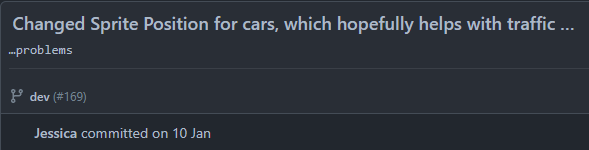 Changed Sprite Position for cars, which hopefully helps with traffic ...
…problems
dev (#169)
Jessica committed on 10 Jan